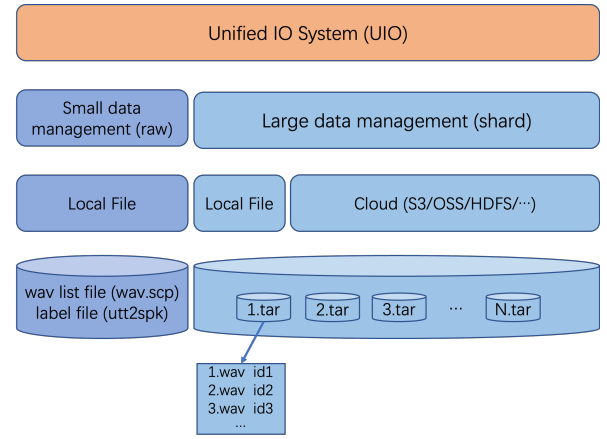 Unified IO System (UIO)
Small data
management (raw)
Large data management (shard)
Local File
Local File
Cloud (S3/OSS/HDFS/···)
wav list file (wav.scp)
label file (utt2spk)
1.tar
2.tar
3.tar
···
N.tar
1.wav id1
2.wav id2
3.wav id3
···